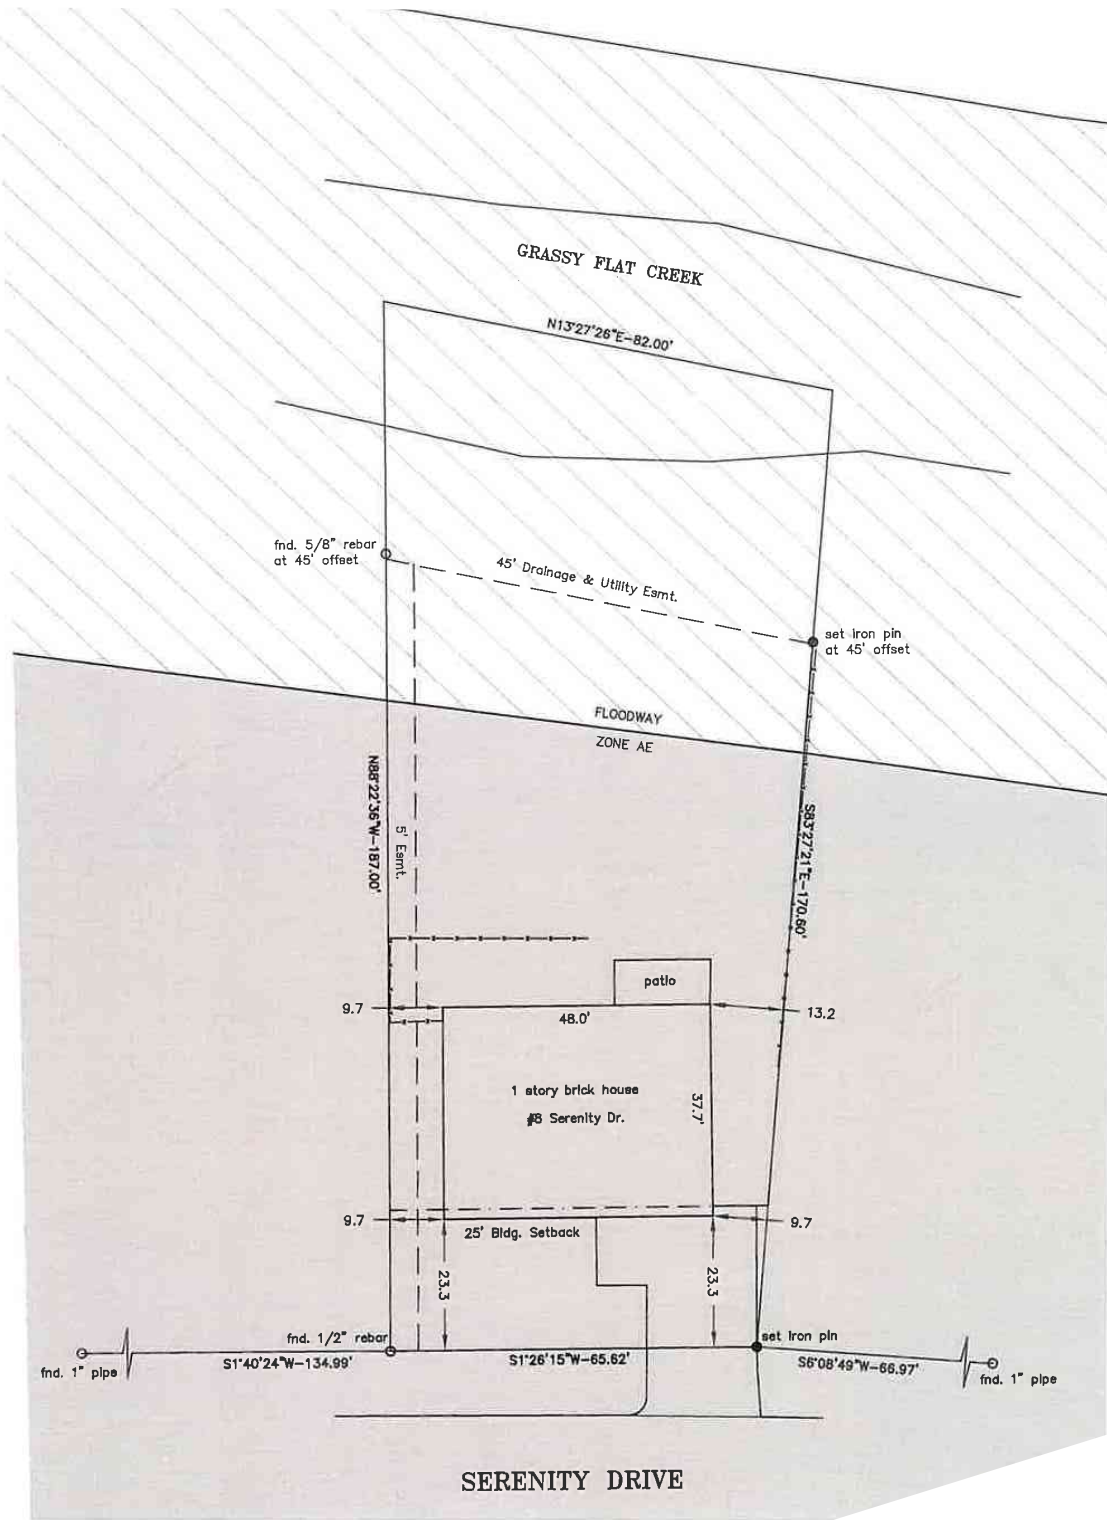 GRASSY FLAT CREEK
N13°27'26"E-82.00'
fnd. 5/8" rebar
at 45' offset
45' Drainage & Utility Esmt.
set iron pin
at 45' offset
FLOODWAY
ZONE AE
N88°22'36"W-187.00'
5' Esmt.
S83°27'21"E-170.60'
patio
9.7
48.0'
13.2
1 story brick house
#8 Serenity Dr.
37.7'
9.7
25' Bldg. Setback
9.7
23.3
23.3
fnd. 1/2" rebar
set iron pin
fnd. 1" pipe
S1°40'24"W-134.99'
S1°26'15"W-65.62'
S6°08'49"W-66.97'
fnd. 1" pipe
SERENITY DRIVE